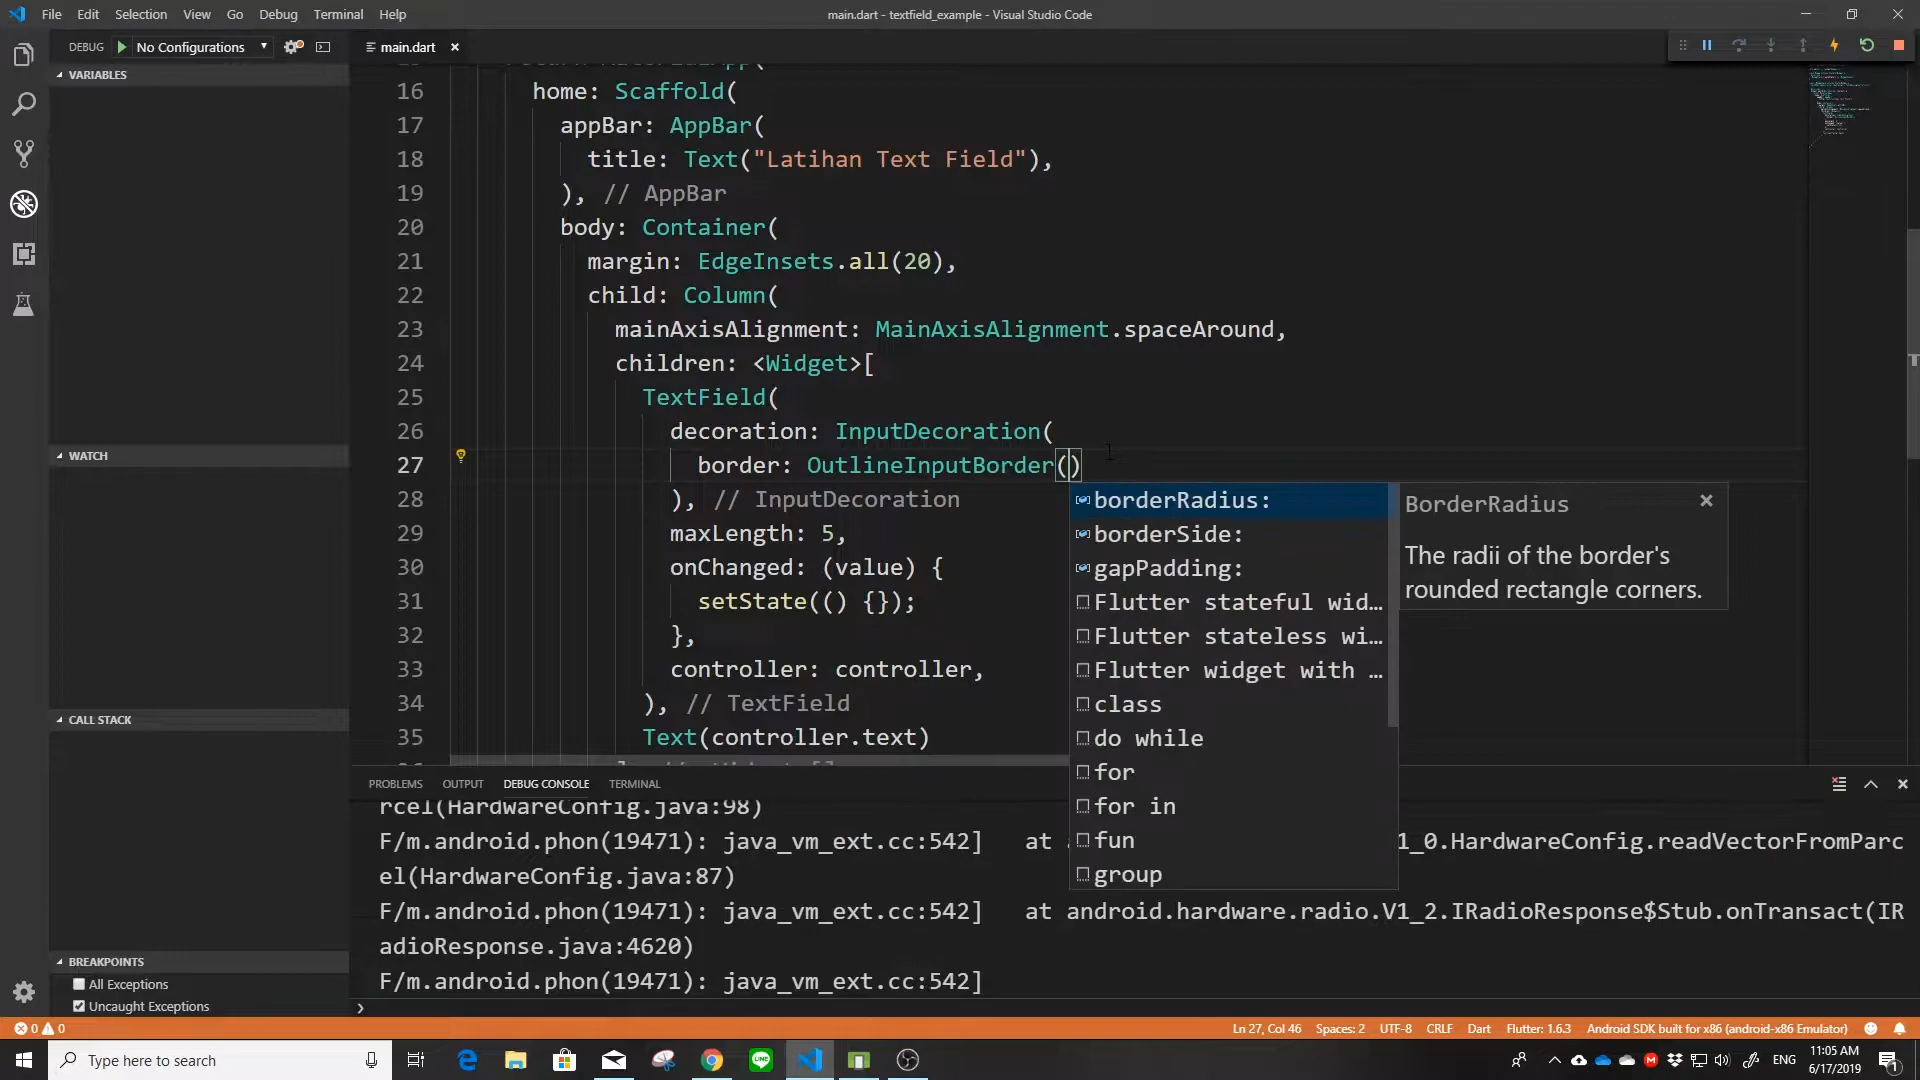 File Edit Selection View Go Debug Terminal Help
main.dart - textfield_example - Visual Studio Code
DEBUG No Configurations
main.dart
VARIABLES
16 home: Scaffold(
17 appBar: AppBar(
18 title: Text("Latihan Text Field"),
19 ), // AppBar
20 body: Container(
21 margin: EdgeInsets.all(20),
22 child: Column(
23 mainAxisAlignment: MainAxisAlignment.spaceAround,
24 children: <Widget>[
25 TextField(
26 decoration: InputDecoration(
27 border: OutlineInputBorder()
28 ), // InputDecoration
29 maxLength: 5,
30 onChanged: (value) {
31 setState(() {});
32 },
33 controller: controller,
34 ), // TextField
35 Text(controller.text)
borderRadius:
borderSide:
gapPadding:
Flutter stateful wid…
Flutter stateless wi…
Flutter widget with …
class
do while
for
for in
fun
group
BorderRadius
The radii of the border's
rounded rectangle corners.
WATCH
CALL STACK
BREAKPOINTS
All Exceptions
Uncaught Exceptions
PROBLEMS OUTPUT DEBUG CONSOLE TERMINAL
rcel(HardwareConfig.java:98)
F/m.android.phon(19471): java_vm_ext.cc:542] at 1_0.HardwareConfig.readVectorFromParc
el(HardwareConfig.java:87)
F/m.android.phon(19471): java_vm_ext.cc:542] at android.hardware.radio.V1_2.IRadioResponse$Stub.onTransact(IR
adioResponse.java:4620)
F/m.android.phon(19471): java_vm_ext.cc:542]
0 0
Ln 27, Col 46 Spaces: 2 UTF-8 CRLF Dart Flutter: 1.6.3 Android SDK built for x86 (android-x86 Emulator)
Type here to search
LINE
ENG
11:05 AM
6/17/2019
1